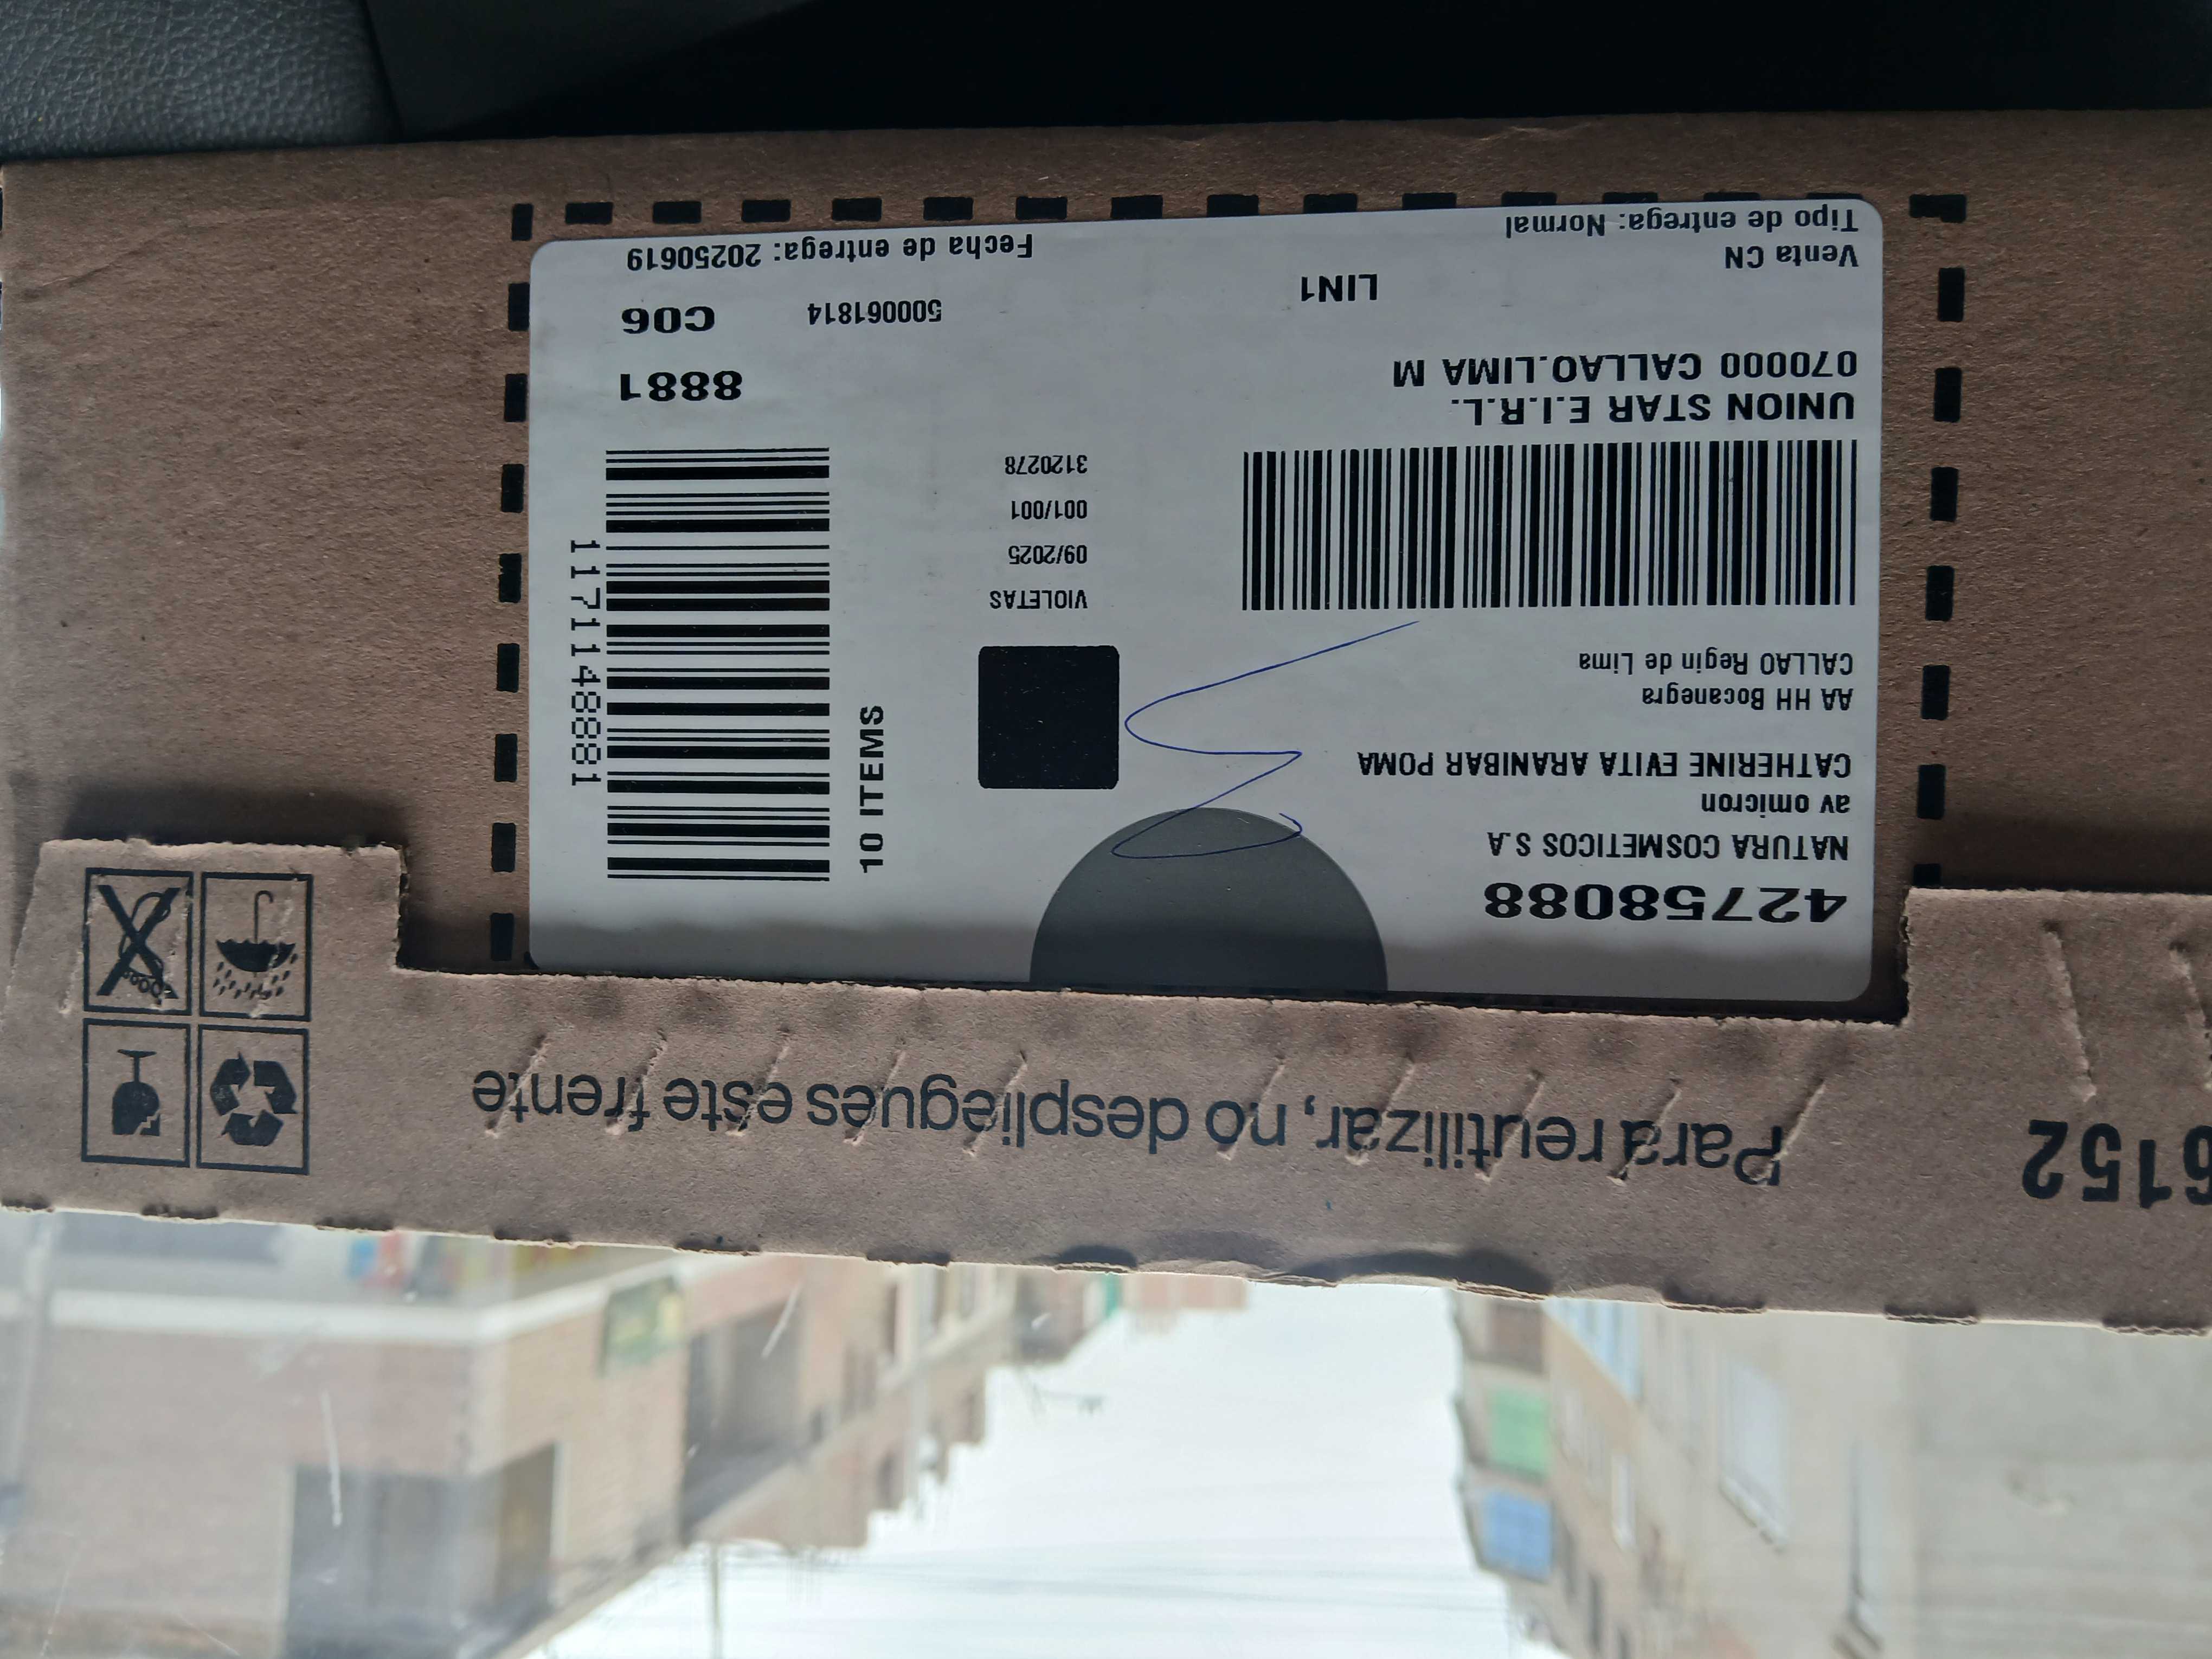 6152
Para reutilizar, no despliegues este frente
42758088
NATURA COSMETICOS S.A
av omicron
CATHERINE EVITA ARANIBAR POMA
AA HH Bocanegra
CALLAO Regin de Lima
UNION STAR E.I.R.L.
070000 CALLAO.LIMA M
LIN1
Venta CN
Tipo de entrega: Normal
VIOLETAS
09/2025
001/001
3120278
10 ITEMS
1171148881
8881
500061814
C06
Fecha de entrega: 20250619